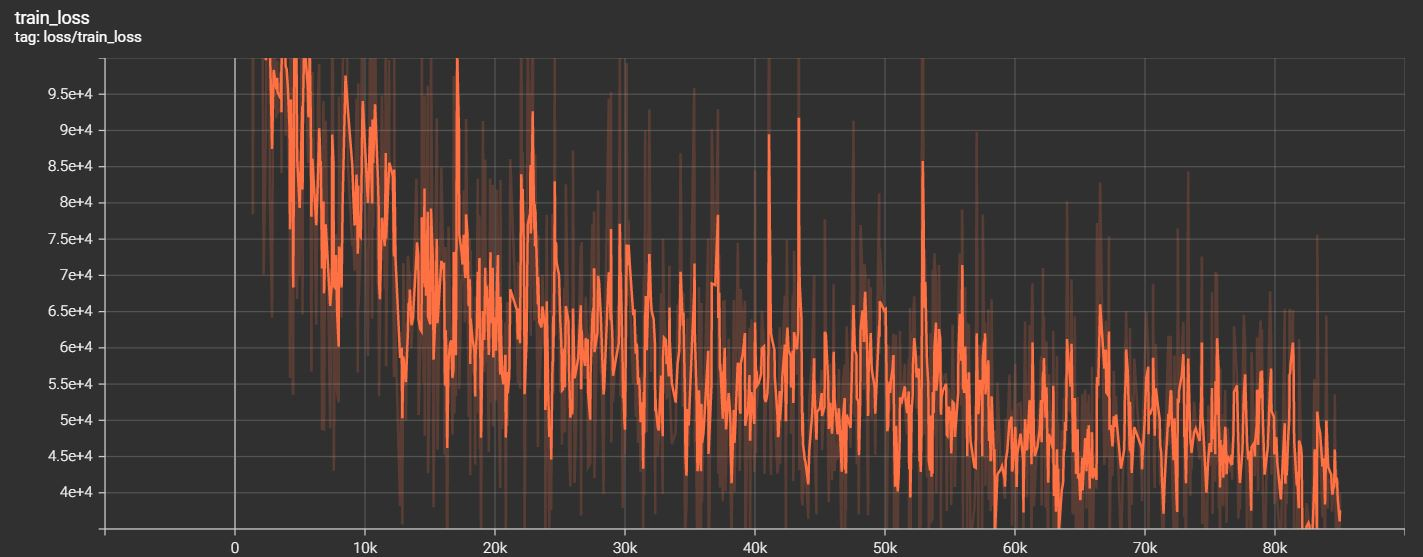 train_loss
tag: loss/train_loss
9.5e+4
9e+4
8.5e+4
8e+4
7.5e+4
7e+4
6.5e+4
6e+4
5.5e+4
5e+4
4.5e+4
4e+4
0 10k 20k 30k 40k 50k 60k 70k 80k